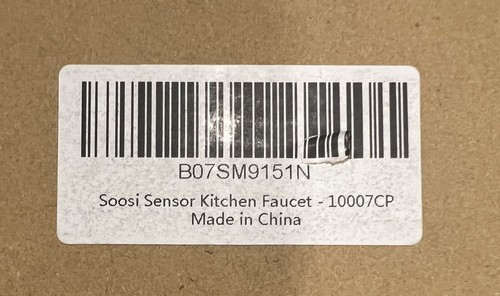 B07SM9151N
Soosi Sensor Kitchen Faucet - 10007CP
Made in China